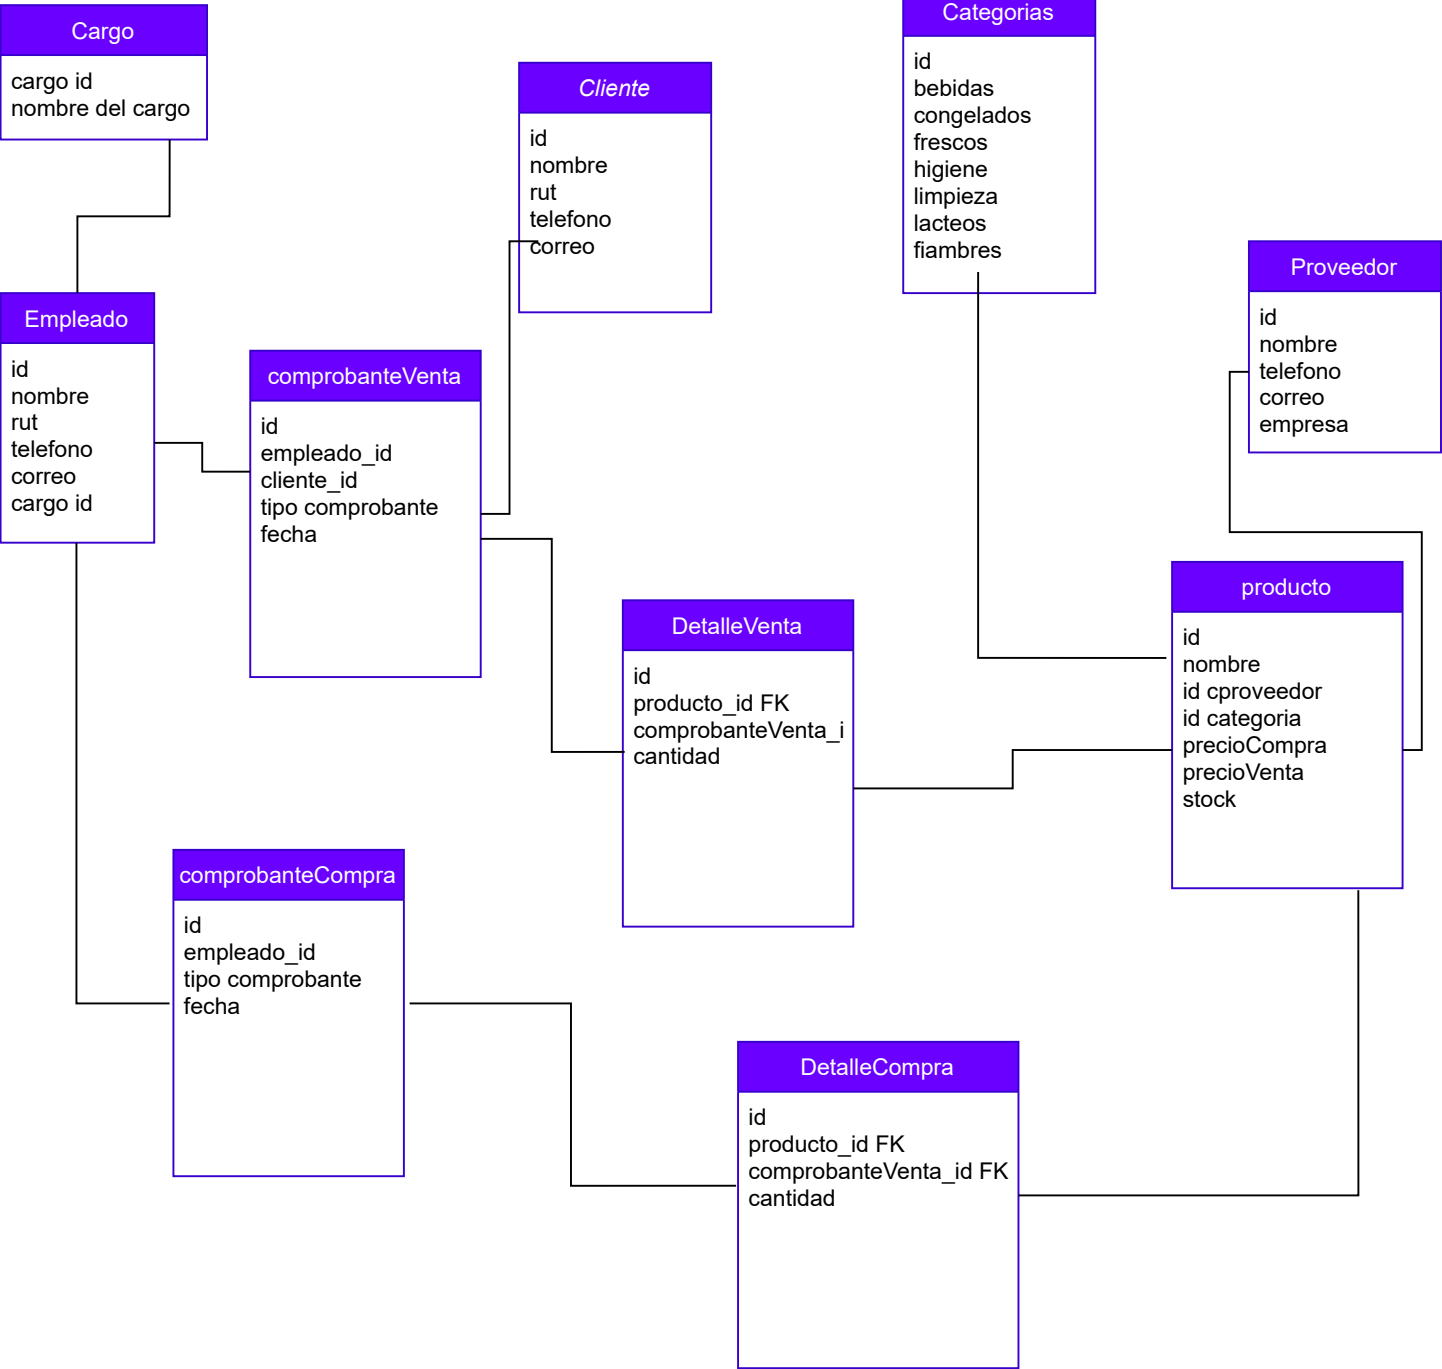 Cargo
cargo id
nombre del cargo
Cliente
id
nombre
rut
telefono
correo
Categorias
id
bebidas
congelados
frescos
higiene
limpieza
lacteos
fiambres
Proveedor
id
nombre
telefono
correo
empresa
Empleado
id
nombre
rut
telefono
correo
cargo id
comprobanteVenta
id
empleado_id
cliente_id
tipo comprobante
fecha
DetalleVenta
id
producto_id FK
comprobanteVenta_i
cantidad
producto
id
nombre
id cproveedor
id categoria
precioCompra
precioVenta
stock
comprobanteCompra
id
empleado_id
tipo comprobante
fecha
DetalleCompra
id
producto_id FK
comprobanteVenta_id FK
cantidad